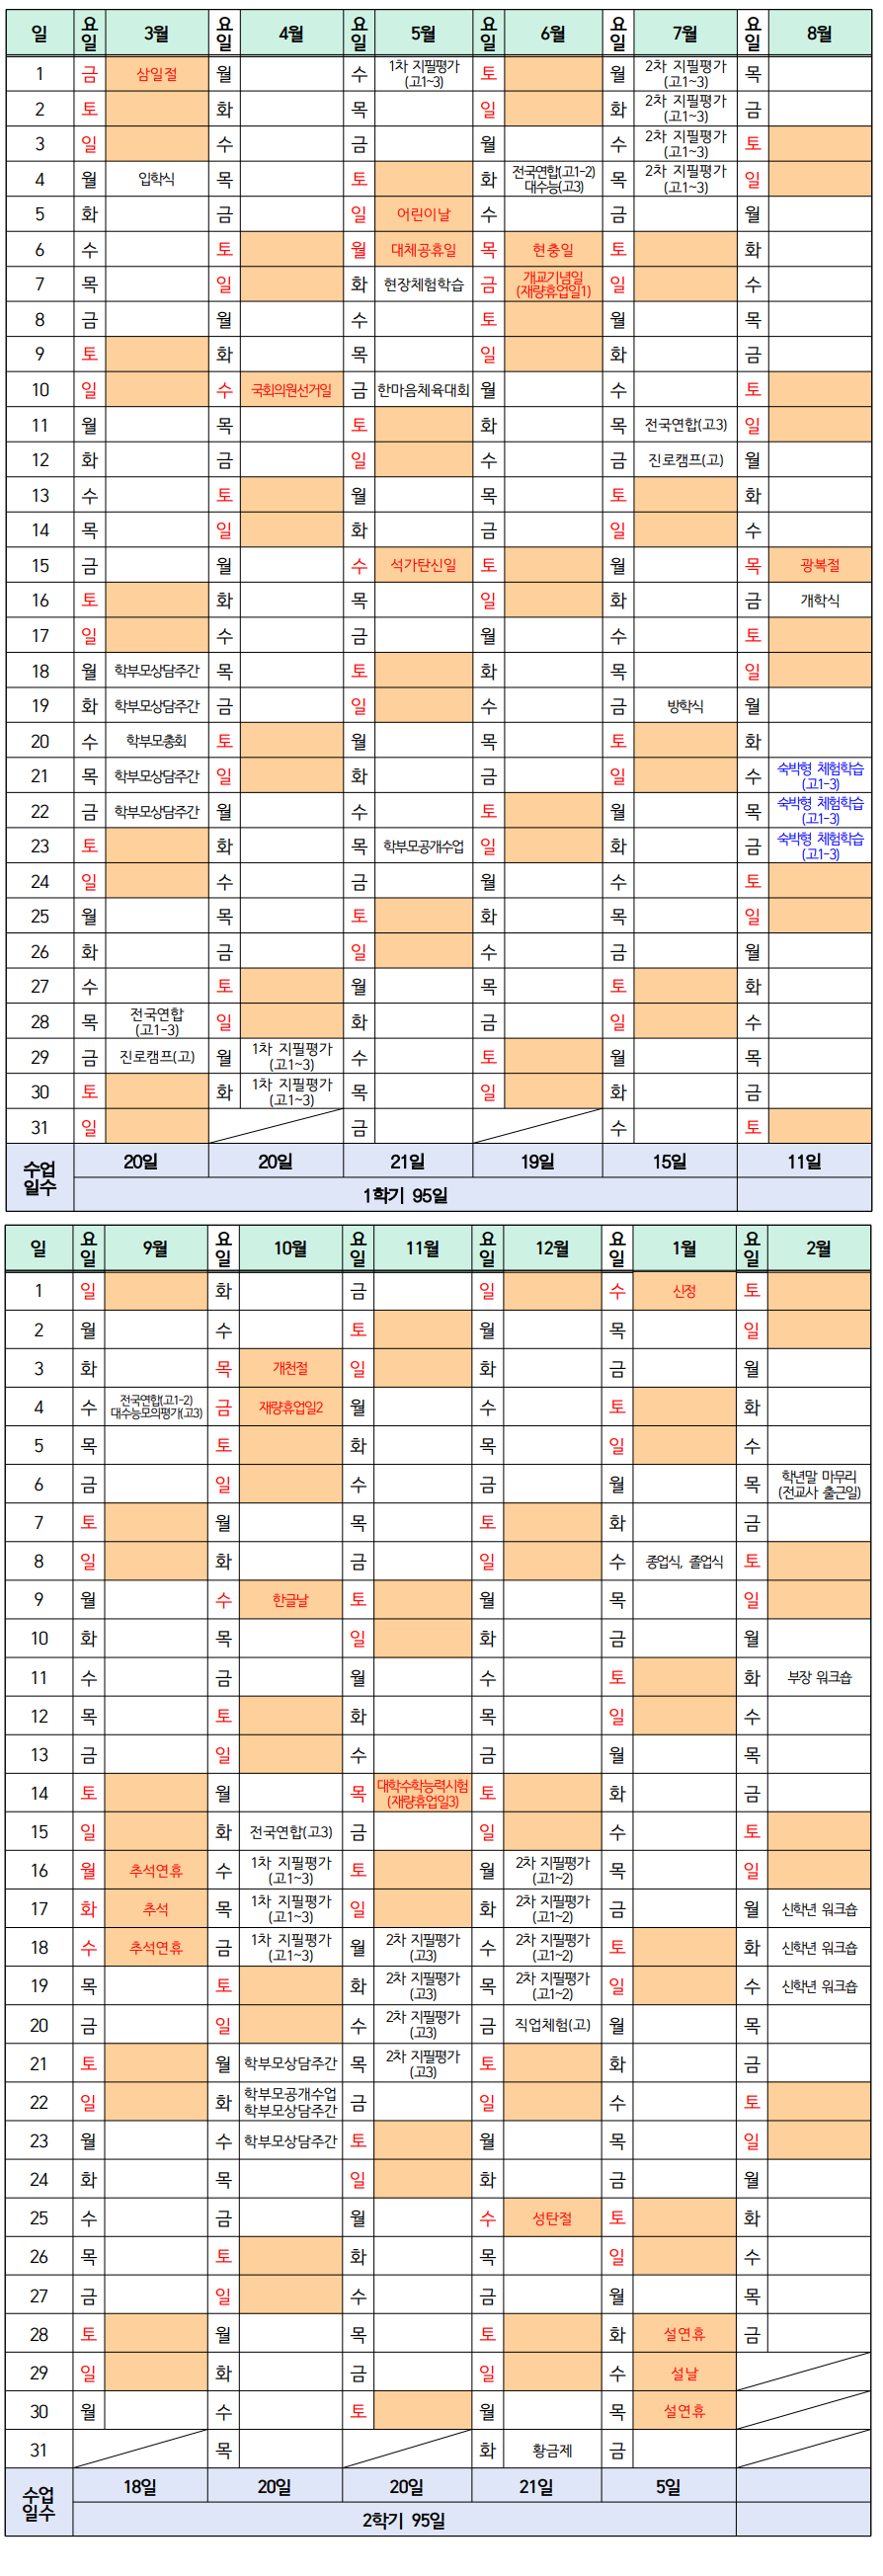 일 요일 3월 요일 4월 요일 5월 요일 6월 요일 7월 요일 8월
1 금 삼일절 월 수 1차 지필평가 (고1~3) 토 월 2차 지필평가 (고1~3) 목
2 토 화 목 일 화 2차 지필평가 (고1~3) 금
3 일 수 금 월 수 2차 지필평가 (고1~3) 토
4 월 입학식 목 토 화 전국연합(고1-2) 대수능(고3) 목 2차 지필평가 (고1~3) 일
5 화 금 일 어린이날 수 금 월
6 수 토 월 대체공휴일 목 현충일 토 화
7 목 일 화 현장체험학습 금 개교기념일 (재량휴업일1) 일 수
8 금 월 수 토 월 목
9 토 화 목 일 화 금
10 일 수 국회의원선거일 금 한마음체육대회 월 수 토
11 월 목 토 화 목 전국연합(고3) 일
12 화 금 일 수 금 진로캠프(고) 월
13 수 토 월 목 토 화
14 목 일 화 금 일 수
15 금 월 수 석가탄신일 토 월 목 광복절
16 토 화 목 일 화 금 개학식
17 일 수 금 월 수 토
18 월 학부모상담주간 목 토 화 목 일
19 화 학부모상담주간 금 일 수 금 방학식 월
20 수 학부모총회 토 월 목 토 화
21 목 학부모상담주간 일 화 금 일 수 숙박형 체험학습 (고1-3)
22 금 학부모상담주간 월 수 토 월 목 숙박형 체험학습 (고1-3)
23 토 화 목 학부모공개수업 일 화 금 숙박형 체험학습 (고1-3)
24 일 수 금 월 수 토
25 월 목 토 화 목 일
26 화 금 일 수 금 월
27 수 토 월 목 토 화
28 목 전국연합 (고1-3) 일 화 금 일 수
29 금 진로캠프(고) 월 1차 지필평가 (고1~3) 수 토 월 목
30 토 화 1차 지필평가 (고1~3) 목 일 화 금
31 일 금 수 토
수업일수 20일 20일 21일 19일 15일 11일
1학기 95일
일 요일 9월 요일 10월 요일 11월 요일 12월 요일 1월 요일 2월
1 일 화 금 일 수 신정 토
2 월 수 토 월 목 일
3 화 목 개천절 일 화 금 월
4 수 전국연합(고1-2) 대수능모의평가(고3) 금 재량휴업일2 월 수 토 화
5 목 토 화 목 일 수
6 금 일 수 금 월 목 학년말 마무리 (전교사 출근일)
7 토 월 목 토 화 금
8 일 화 금 일 수 종업식, 졸업식 토
9 월 수 한글날 토 월 목 일
10 화 목 일 화 금 월
11 수 금 월 수 토 화 부장 워크숍
12 목 토 화 목 일 수
13 금 일 수 금 월 목
14 토 월 목 대학수학능력시험 (재량휴업일3) 토 화 금
15 일 화 전국연합(고3) 금 일 수 토
16 월 추석연휴 수 1차 지필평가 (고1~3) 토 월 2차 지필평가 (고1~2) 목 일
17 화 추석 목 1차 지필평가 (고1~3) 일 화 2차 지필평가 (고1~2) 금 월 신학년 워크숍
18 수 추석연휴 금 1차 지필평가 (고1~3) 월 2차 지필평가 (고3) 수 2차 지필평가 (고1~2) 토 화 신학년 워크숍
19 목 토 화 2차 지필평가 (고3) 목 2차 지필평가 (고1~2) 일 수 신학년 워크숍
20 금 일 수 2차 지필평가 (고3) 금 직업체험(고) 월 목
21 토 월 학부모상담주간 목 2차 지필평가 (고3) 토 화 금
22 일 화 학부모공개수업 학부모상담주간 금 일 수 토
23 월 수 학부모상담주간 토 월 목 일
24 화 목 일 화 금 월
25 수 금 월 수 성탄절 토 화
26 목 토 화 목 일 수
27 금 일 수 금 월 목
28 토 월 목 토 화 설연휴 금
29 일 화 금 일 수 설날
30 월 수 토 월 목 설연휴
31 목 화 황금제 금
수업일수 18일 20일 20일 21일 5일
2학기 95일